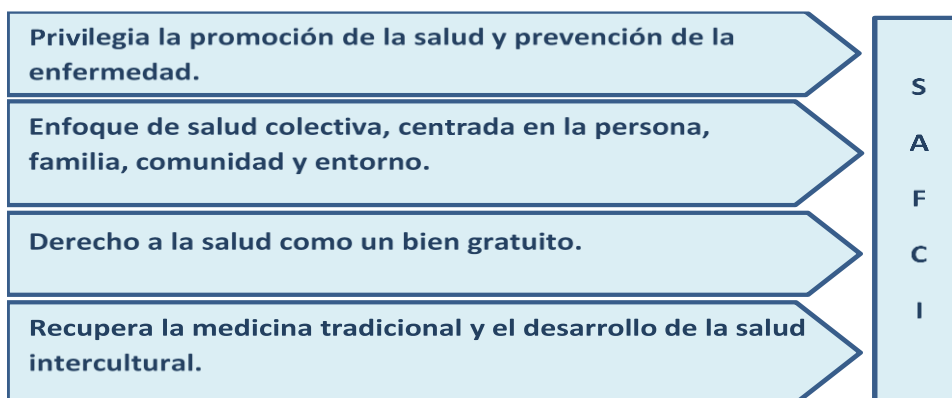 Privilegia la promoción de la salud y prevención de la
enfermedad.
Enfoque de salud colectiva, centrada en la persona,
familia, comunidad y entorno.
Derecho a la salud como un bien gratuito.
Recupera la medicina tradicional y el desarrollo de la salud
intercultural.
S
A
F
C
I